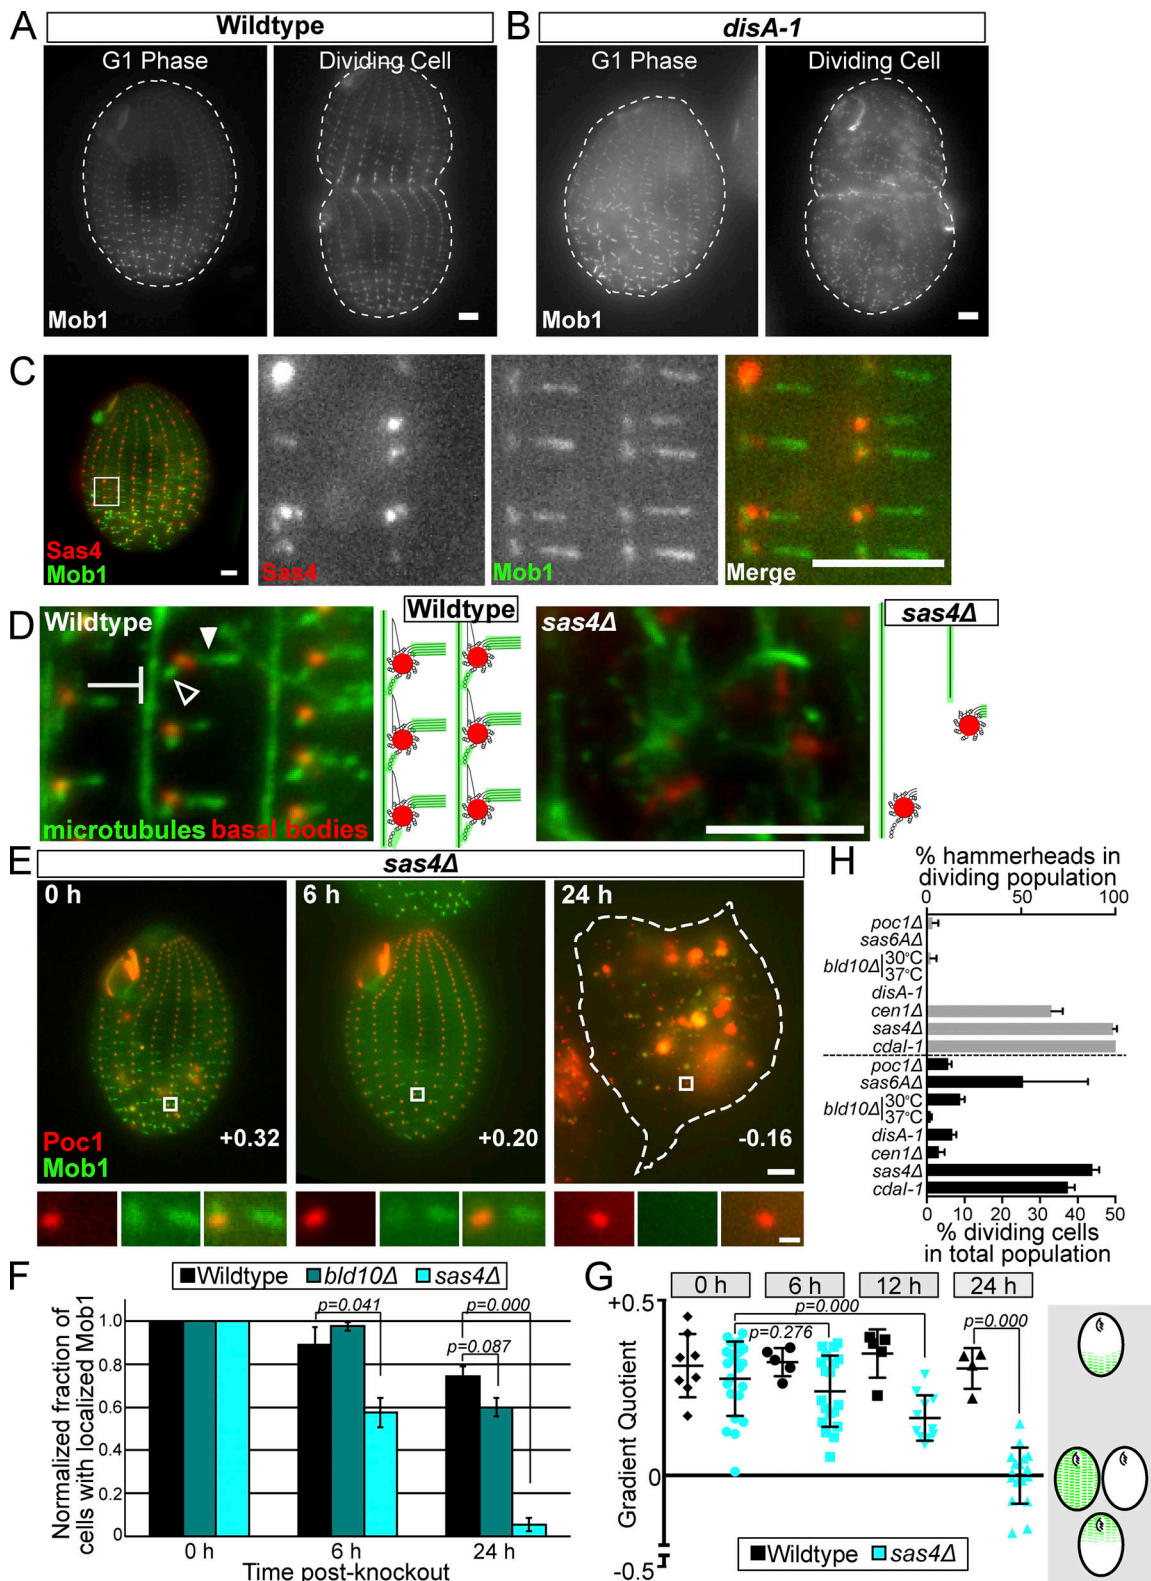 A
Wildtype
G1 Phase
Dividing Cell
Mob1
B
disA-1
G1 Phase
Dividing Cell
Mob1
C
Sas4
Mob1
Sas4
Mob1
Merge
D
Wildtype
microtubules basal bodies
Wildtype
sas4Δ
sas4Δ
E
sas4Δ
0 h
Poc1
Mob1
+0.32
6 h
+0.20
24 h
-0.16
H
% hammerheads in
dividing population
0 50 100
poc1Δ
sas6AΔ
bld10Δ 30°C
37°C
disA-1
cen1Δ
sas4Δ
cdaI-1
poc1Δ
sas6AΔ
bld10Δ 30°C
37°C
disA-1
cen1Δ
sas4Δ
cdaI-1
0 10 20 30 40 50
% dividing cells
in total population
F
Wildtype bld10Δ sas4Δ
Normalized fraction of
cells with localized Mob1
1.0
0.8
0.6
0.4
0.2
0
p=0.041
p=0.000
p=0.087
0 h 6 h 24 h
Time post-knockout
G
0 h 6 h 12 h 24 h
Gradient Quotient
+0.5
0
-0.5
p=0.000
p=0.276
p=0.000
Wildtype sas4Δ